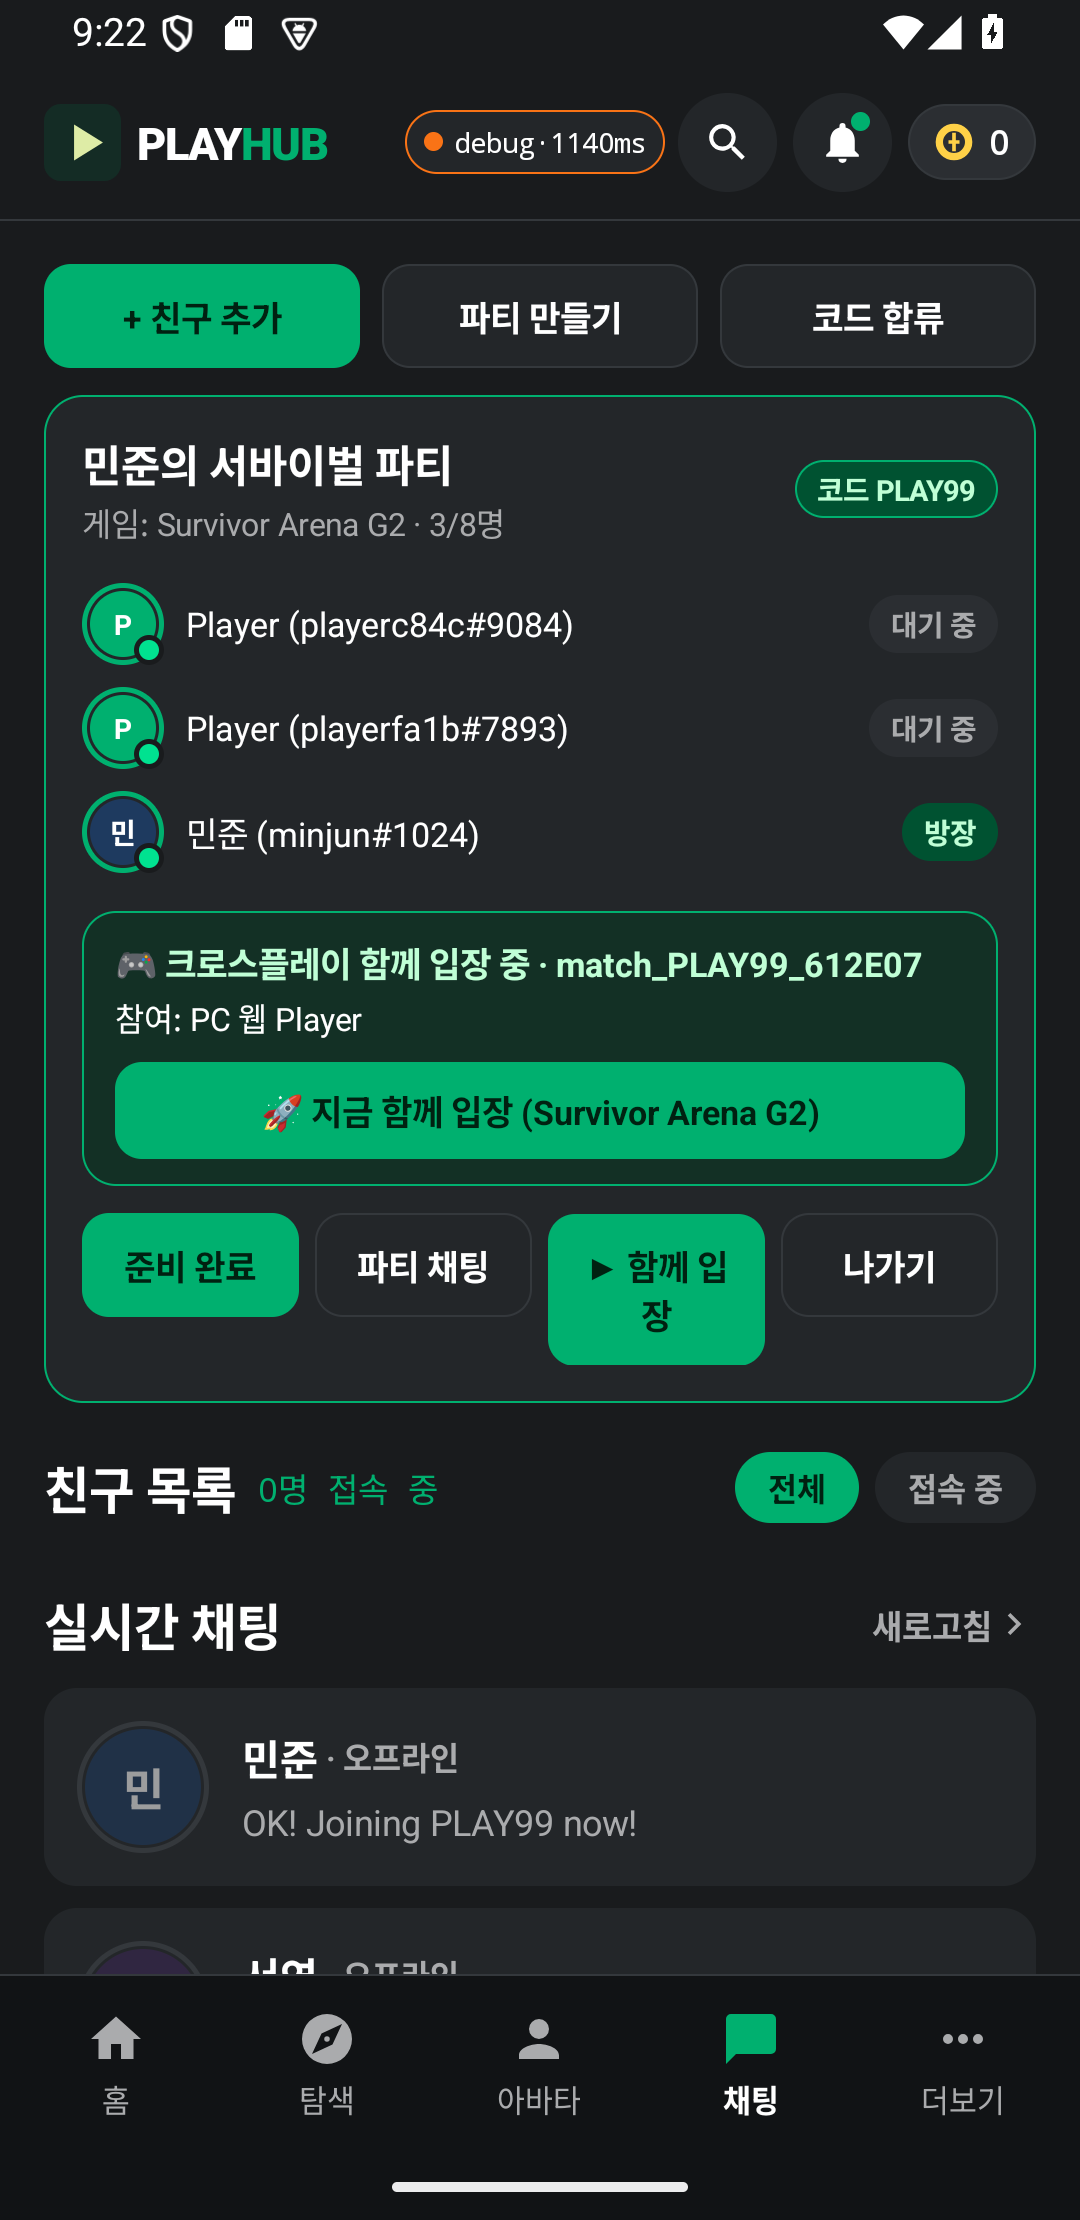 9:22
PLAYHUB
debug · 1140ms
0
+ 친구 추가
파티 만들기
코드 합류
민준의 서바이벌 파티
코드 PLAY99
게임: Survivor Arena G2 · 3/8명
P
Player (playerc84c#9084)
대기 중
P
Player (playerfa1b#7893)
대기 중
민
민준 (minjun#1024)
방장
🎮 크로스플레이 함께 입장 중 · match_PLAY99_612E07
참여: PC 웹 Player
🚀 지금 함께 입장 (Survivor Arena G2)
준비 완료
파티 채팅
▶ 함께 입
장
나가기
친구 목록
0명 접속 중
전체
접속 중
실시간 채팅
새로고침
민
민준 · 오프라인
OK! Joining PLAY99 now!
홈
탐색
아바타
채팅
더보기